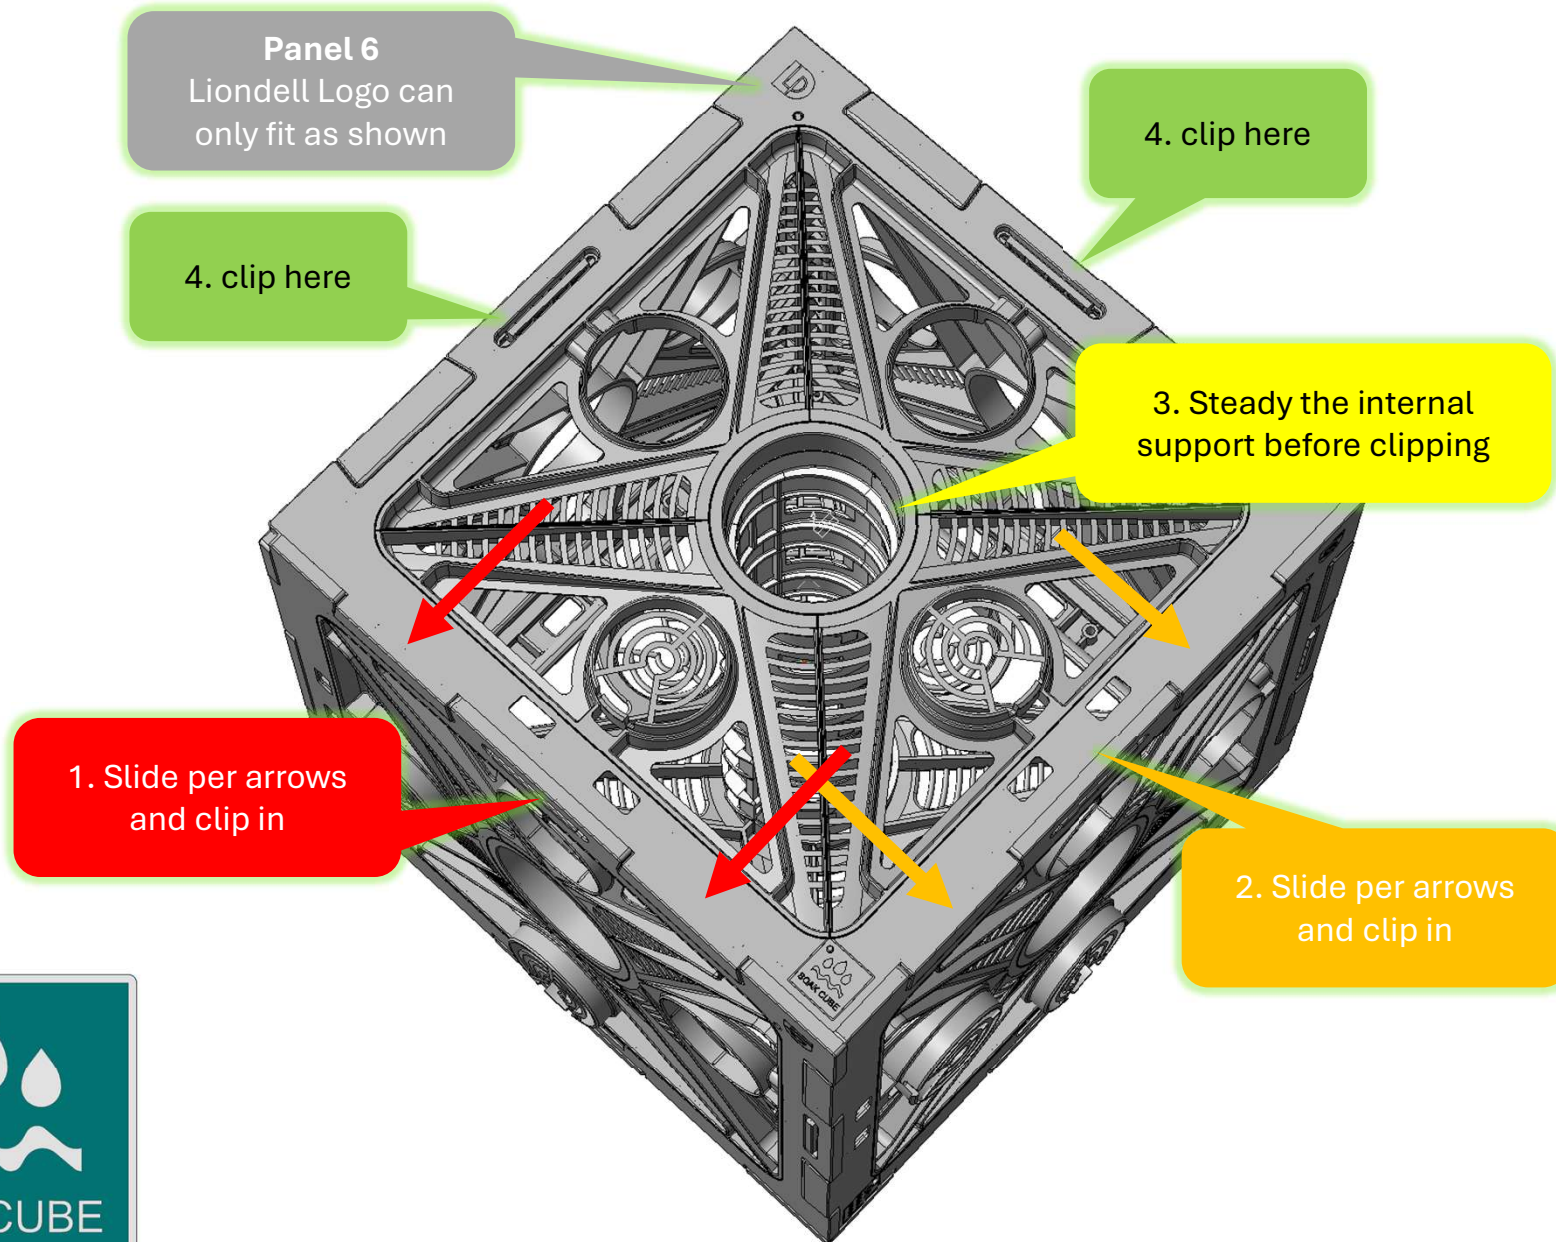 Panel 6
Liondell Logo can
only fit as shown
4. clip here
4. clip here
3. Steady the internal
support before clipping
1. Slide per arrows
and clip in
2. Slide per arrows
and clip in
SOAK CUBE
CUBE